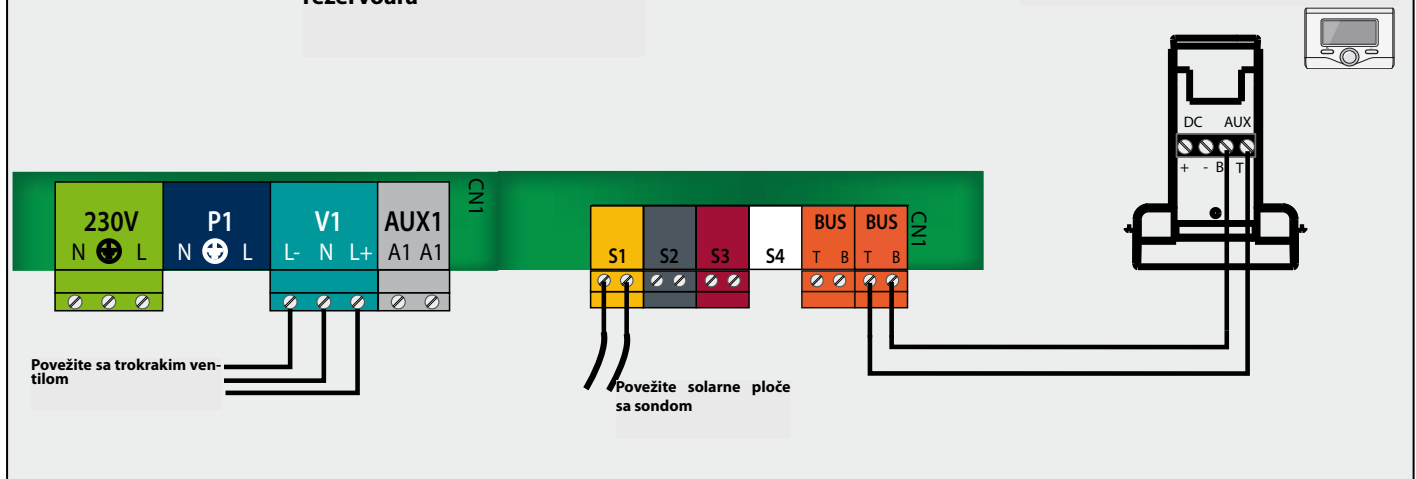 rezervoaru
DC AUX
+ - B T
230V
N L
P1
N L
V1
L- N L+
AUX1
A1 A1
CN1
S1
S2
S3
S4
BUS
T B
BUS
T B
CN1
Povežite sa trokrakim ven-
tilom
Povežite solarne ploče
sa sondom